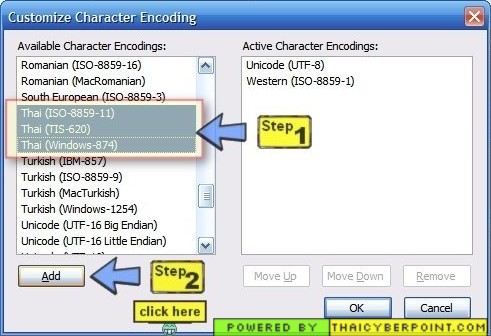 Customize Character Encoding
Available Character Encodings:
Romanian (ISO-8859-16)
Romanian (MacRomanian)
South European (ISO-8859-3)
Thai (ISO-8859-11)
Thai (TIS-620)
Thai (Windows-874)
Turkish (IBM-857)
Turkish (ISO-8859-9)
Turkish (MacTurkish)
Turkish (Windows-1254)
Unicode (UTF-16 Big Endian)
Unicode (UTF-16 Little Endian)
Add
Active Character Encodings:
Unicode (UTF-8)
Western (ISO-8859-1)
Step 1
Step 2
click here
Move Up
Move Down
Remove
OK
Cancel
POWERED BY THAICYBERPOINT.COM